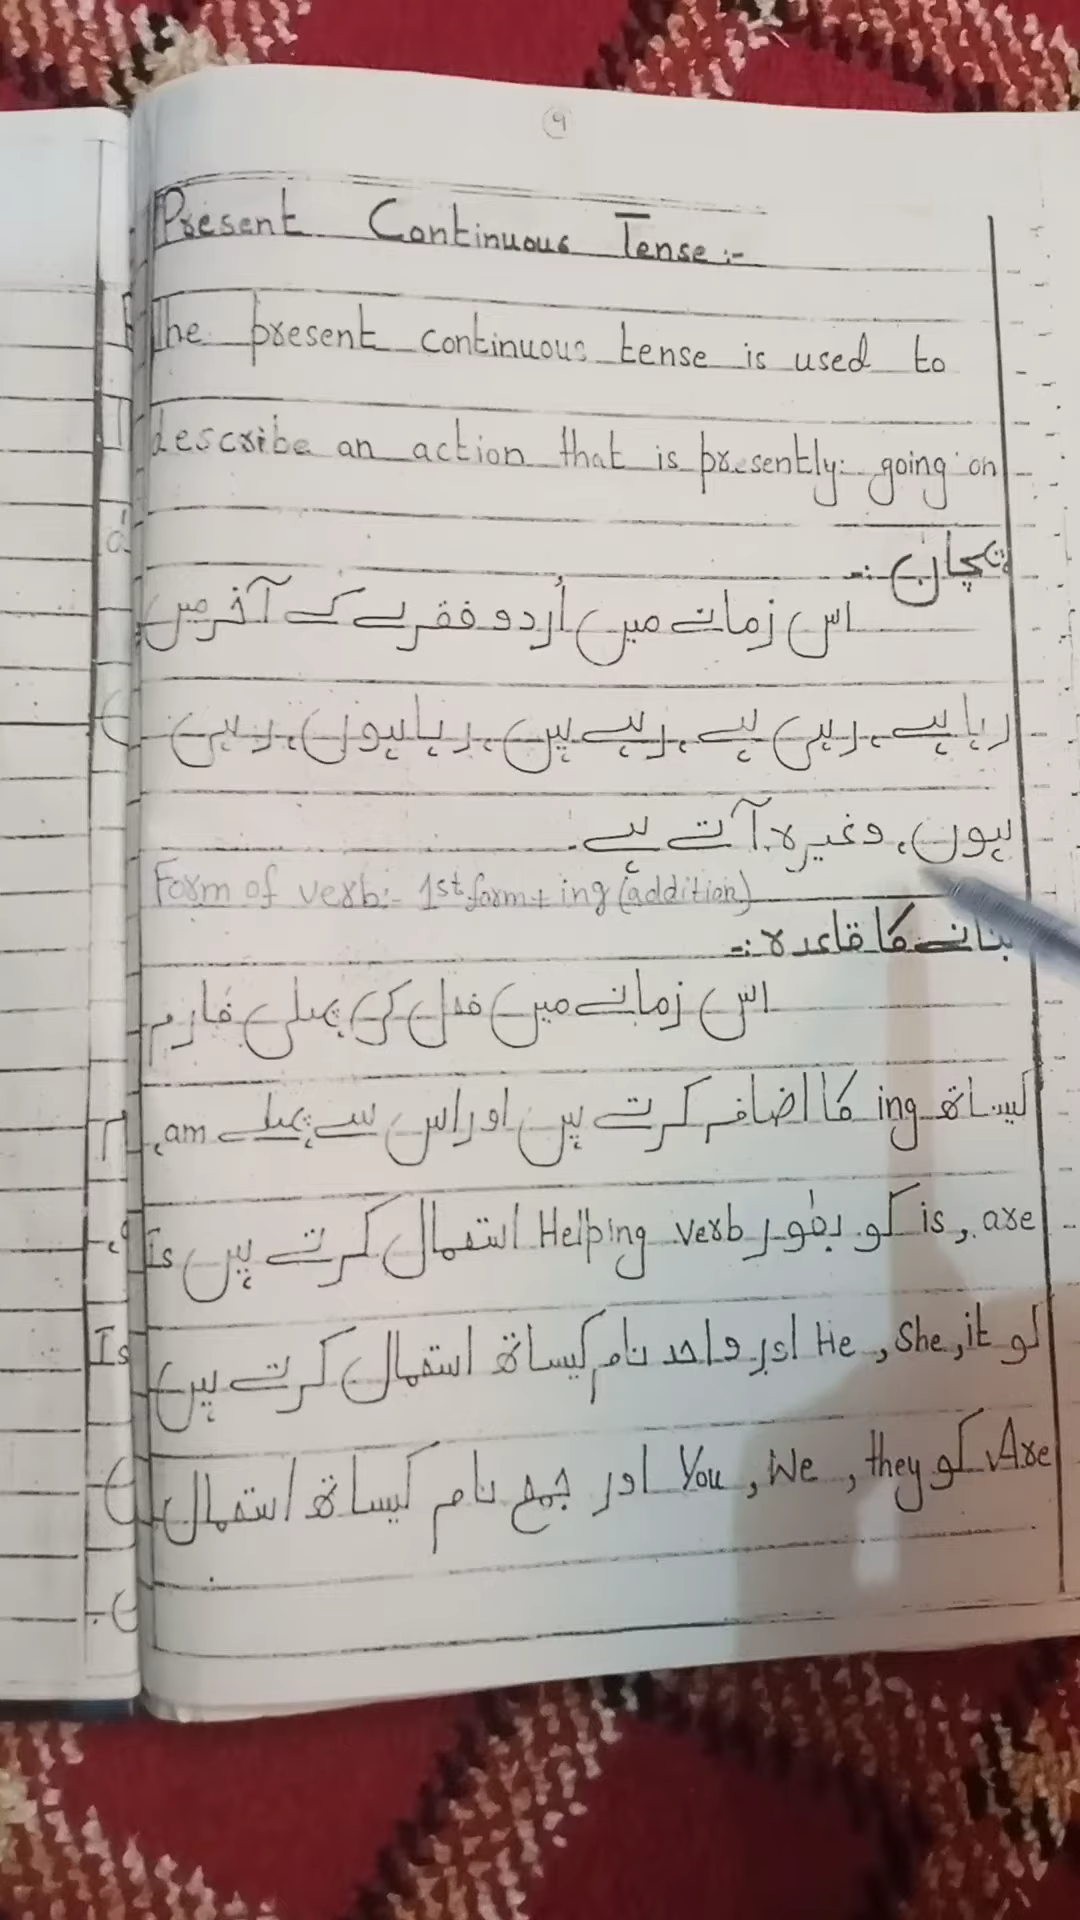 9
Present Continuous Tense:-
The present continuous tense is used to
describe an action that is presently going on
پہچان :-
اس زمانے میں اُردو فقرے کے آخر میں
رہا ہے، رہی ہے، رہے ہیں، رہا ہوں، رہی
ہوں، وغیرہ آتے ہے۔
Form of verb:- 1st form + ing (addition)
بنانے کا قاعدہ :-
اس زمانے میں فعل کی پہلی فارم
کیساتھ ing کا اضافہ کرتے ہیں اور اس سے پہلے am,
is, are کو بطور Helping verb استعمال کرتے ہیں Is
کو He, She, it اور واحد نام کیساتھ استعمال کرتے ہیں
Are کو You, We, they اور جمع نام کیساتھ استعمال
Is